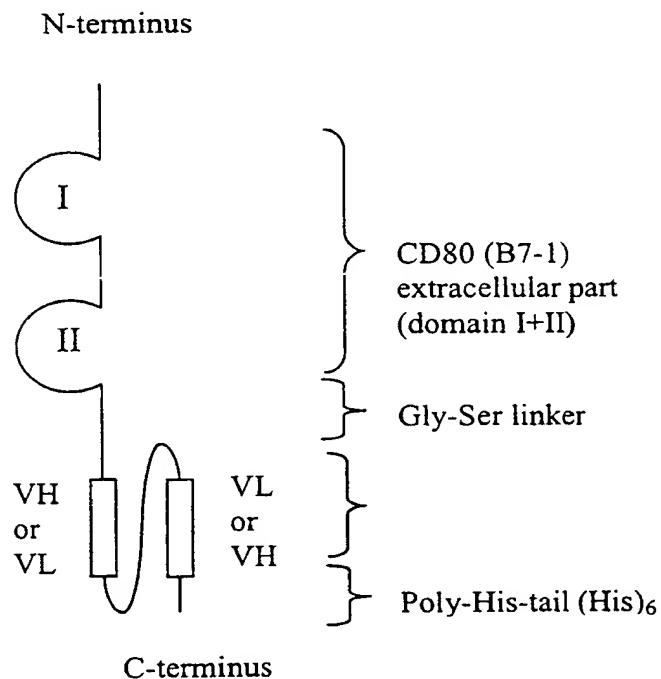 N-terminus
I
CD80 (B7-1)
extracellular part
(domain I+II)
II
Gly-Ser linker
VH
or
VL
VL
or
VH
Poly-His-tail (His)₆
C-terminus